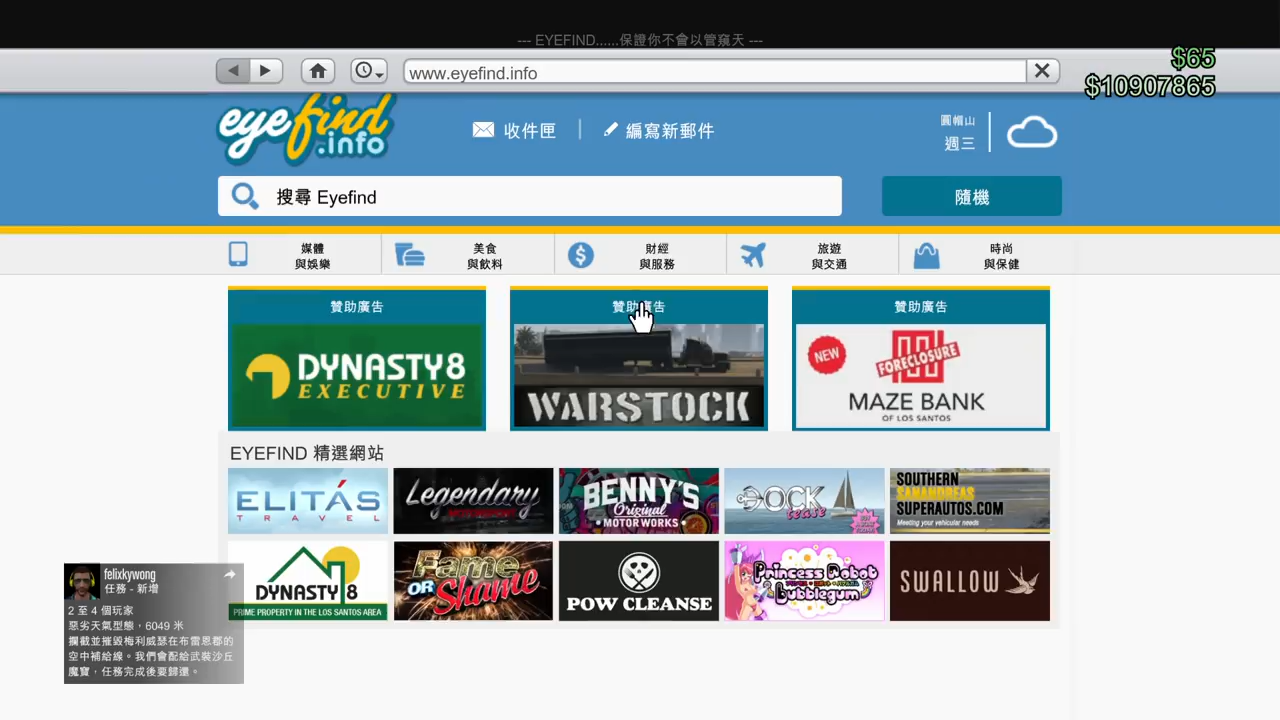 --- EYEFIND......保證你不會以管窺天 ---
$65
www.eyefind.info
$10907865
eyefind.info
收件匣
編寫新郵件
圓帽山
週三
搜尋 Eyefind
隨機
媒體
與娛樂
美食
與飲料
財經
與服務
旅遊
與交通
時尚
與保健
贊助廣告
DYNASTY 8
EXECUTIVE
贊助廣告
WARSTOCK
贊助廣告
NEW
FORECLOSURE
MAZE BANK
OF LOS SANTOS
EYEFIND 精選網站
ELITÁS
TRAVEL
Legendary
BENNY'S
Original
MOTOR WORKS
DOCK
tease
SOUTHERN
SANANDREAS
SUPERAUTOS.COM
Meeting your vehicular needs
DYNASTY 8
PRIME PROPERTY IN THE LOS SANTOS AREA
Fame
OR Shame
POW CLEANSE
Princess Robot
Bubblegum
SWALLOW
felixkywong
任務 - 新增
2 至 4 個玩家
惡劣天氣型態，6049 米
攔截並摧毀梅利威瑟在布雷恩郡的
空中補給線。我們會配給武裝沙丘
魔寶，任務完成後要歸還。